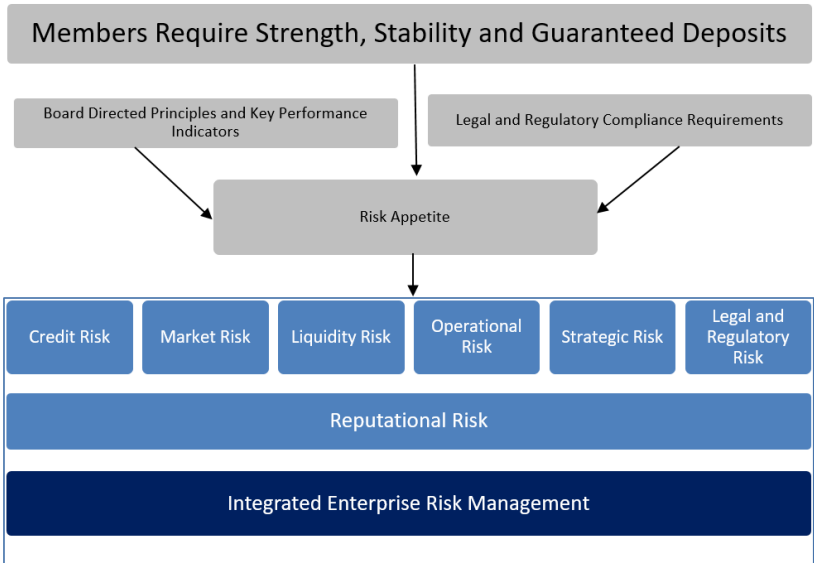 Members Require Strength, Stability and Guaranteed Deposits
Board Directed Principles and Key Performance
Indicators
Legal and Regulatory Compliance Requirements
Risk Appetite
Credit Risk
Market Risk
Liquidity Risk
Operational
Risk
Strategic Risk
Legal and
Regulatory
Risk
Reputational Risk
Integrated Enterprise Risk Management